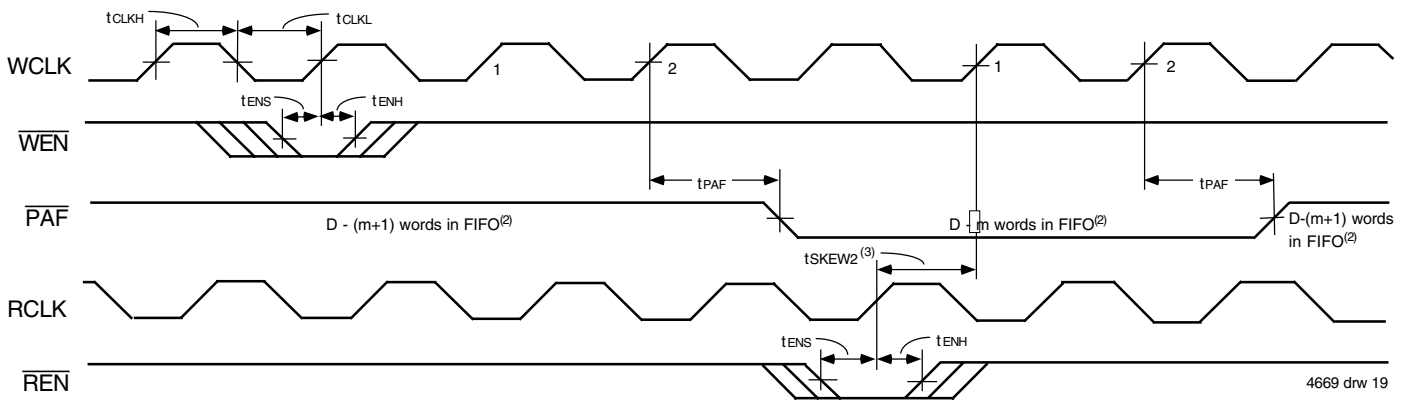 tCLKH
tCLKL
WCLK
1
2
1
2
tENS
tENH
WEN
tPAF
tPAF
PAF
D - (m+1) words in FIFO(2)
D - m words in FIFO(2)
D-(m+1) words
in FIFO(2)
tSKEW2(3)
RCLK
tENS
tENH
REN
4669 drw 19